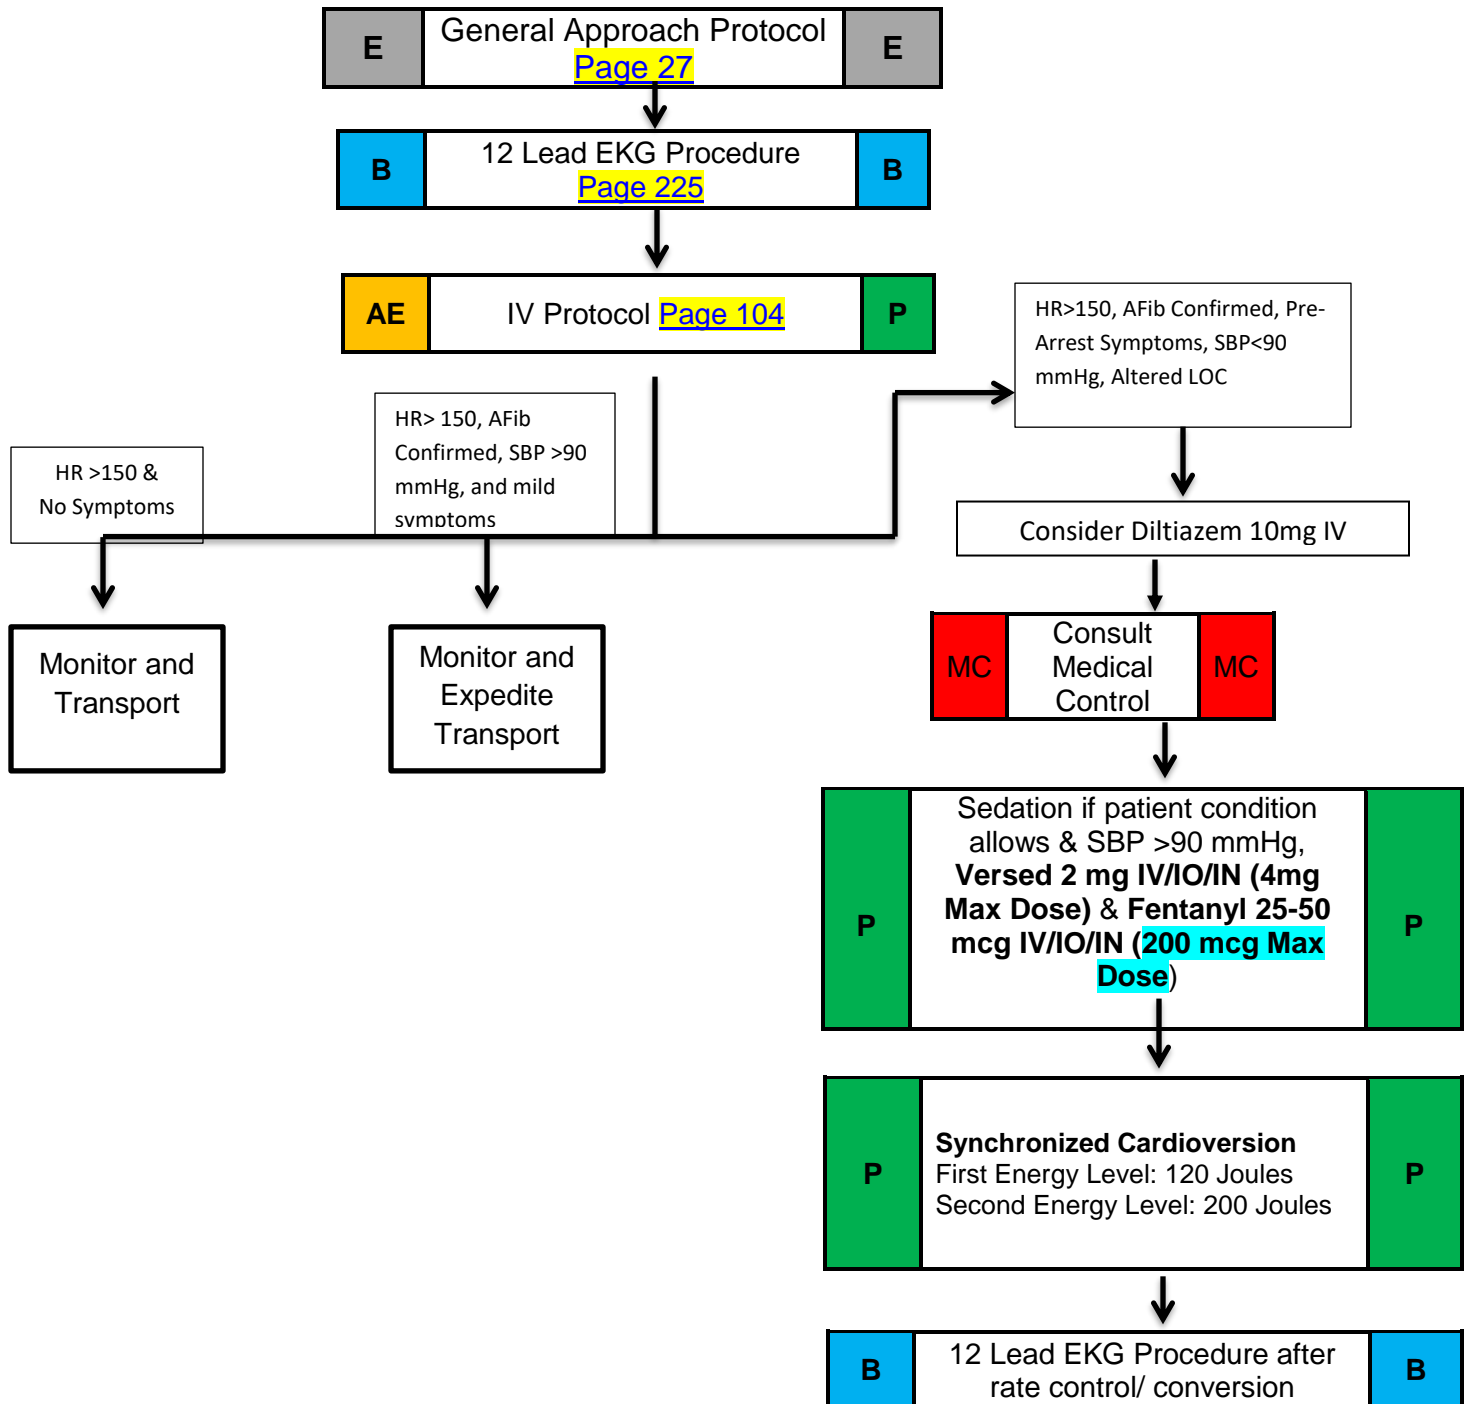 E
General Approach Protocol
Page 27
E
B
12 Lead EKG Procedure
Page 225
B
AE
IV Protocol Page 104
P
HR >150 &
No Symptoms
HR> 150, AFib
Confirmed, SBP >90
mmHg, and mild
symptoms
HR>150, AFib Confirmed, Pre-
Arrest Symptoms, SBP<90
mmHg, Altered LOC
Monitor and
Transport
Monitor and
Expedite
Transport
Consider Diltiazem 10mg IV
MC
Consult
Medical
Control
MC
P
Sedation if patient condition
allows & SBP >90 mmHg,
Versed 2 mg IV/IO/IN (4mg
Max Dose) & Fentanyl 25-50
mcg IV/IO/IN (200 mcg Max
Dose)
P
P
Synchronized Cardioversion
First Energy Level: 120 Joules
Second Energy Level: 200 Joules
P
B
12 Lead EKG Procedure after
rate control/ conversion
B